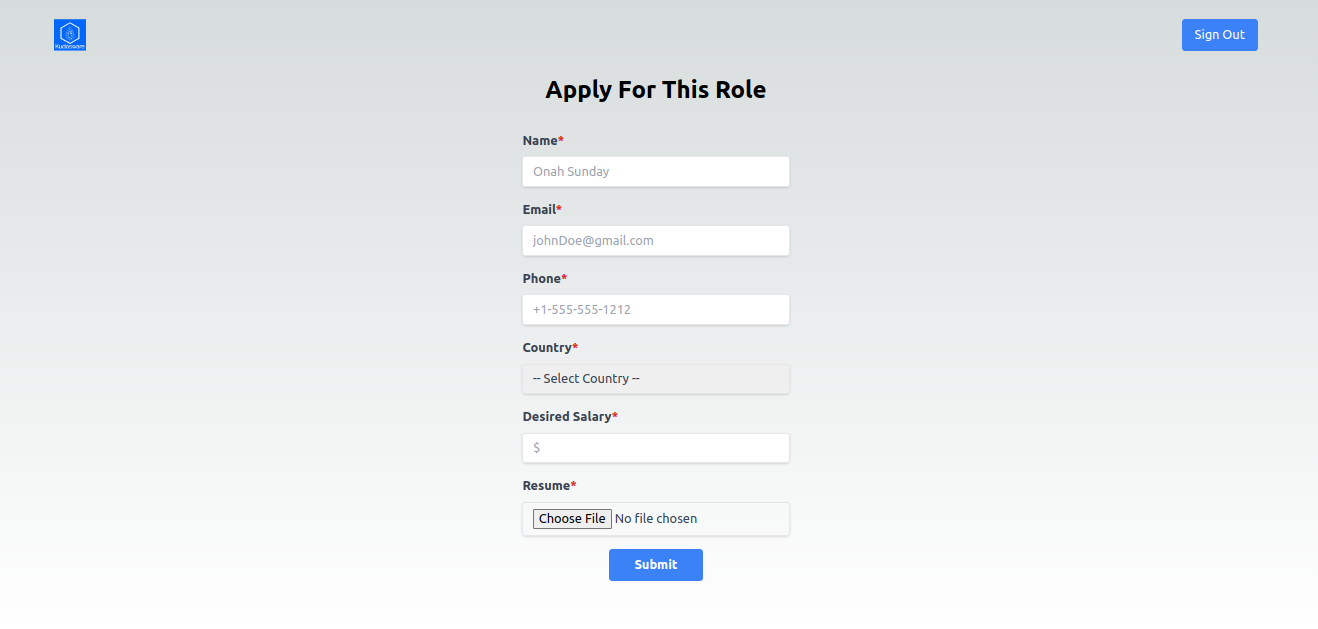 Kudosware
Sign Out
Apply For This Role
Name*
Onah Sunday
Email*
johnDoe@gmail.com
Phone*
+1-555-555-1212
Country*
-- Select Country --
Desired Salary*
$
Resume*
Choose File No file chosen
Submit